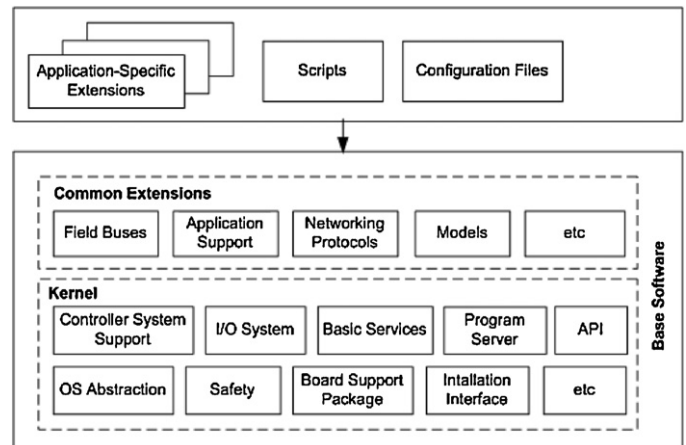 Application-Specific
Extensions
Scripts
Configuration Files
Common Extensions
Field Buses
Application
Support
Networking
Protocols
Models
etc
Kernel
Controller System
Support
I/O System
Basic Services
Program
Server
API
OS Abstraction
Safety
Board Support
Package
Intallation
Interface
etc
Base Software